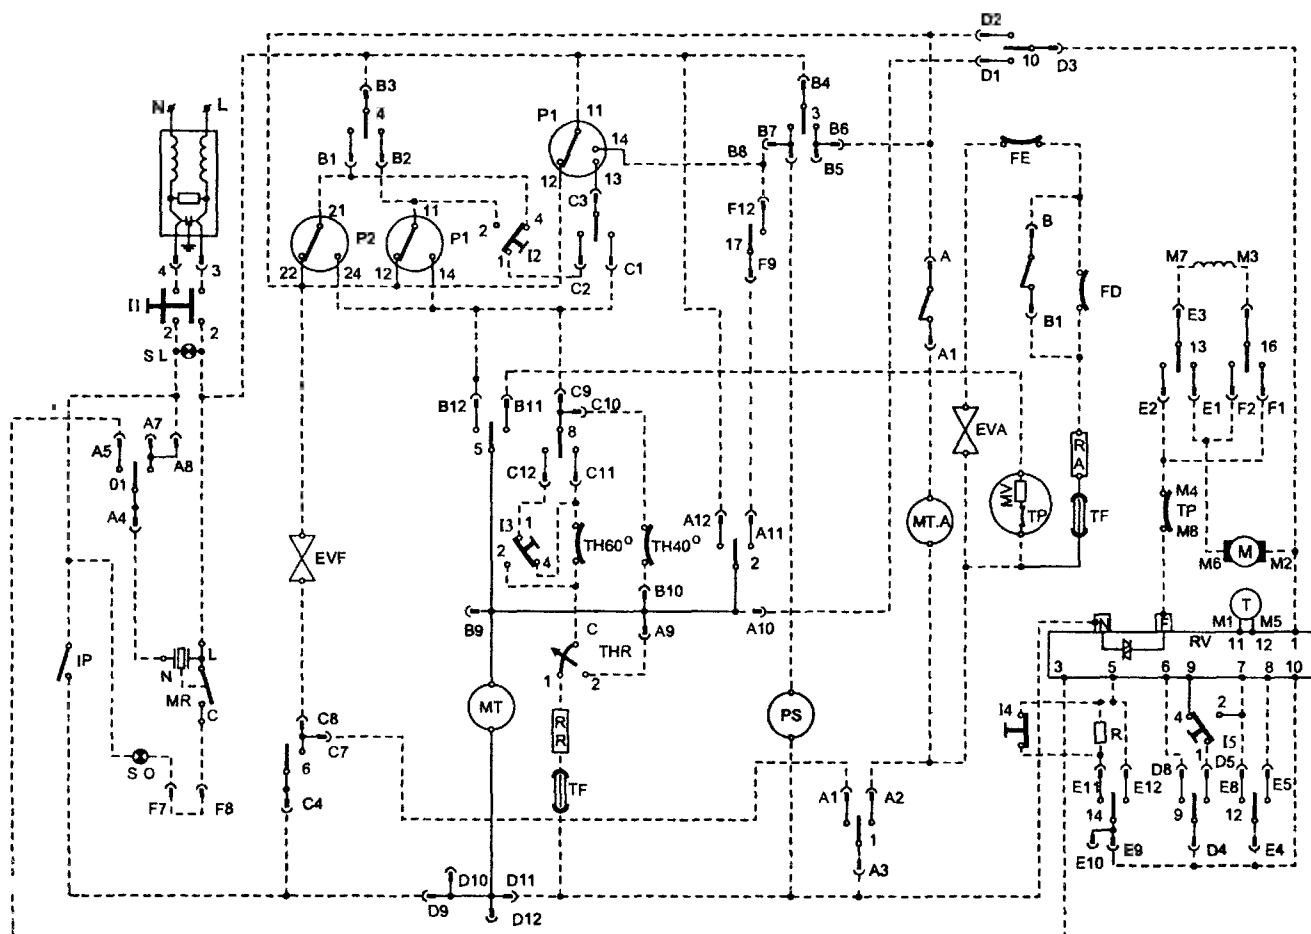 D2
10
D3
D1
B3
4
B1
B2
P1
11
14
12
13
B4
3
B7
B6
B8
B5
FE
N
L
C3
21
P2
22
24
11
P1
12
14
2
4
1
I2
C2
C1
F12
17
F9
A
A1
B
B1
FD
M7
M3
E3
13
16
E2
E1
F2
F1
4
3
I1
2
2
SL
A7
A5
A8
01
A4
B12
B11
5
C9
C10
8
C12
C11
I3
1
2
4
TH60°
TH40°
A12
A11
2
B10
B9
A9
A10
EVF
EVA
MT.A
MV
TP
RA
TF
M4
TP
M8
M6
M
M2
T
M1
M5
N
F
RV
11
12
1
3
5
6
9
7
8
10
IP
L
N
MR
C
SO
F7
F8
C
THR
1
2
RR
TF
MT
PS
C8
C7
6
C4
A1
A2
1
A3
D10
D11
D9
D12
I4
R
4
2
I5
1
E11
E12
D8
D5
E8
E5
14
9
12
E10
E9
D4
E4